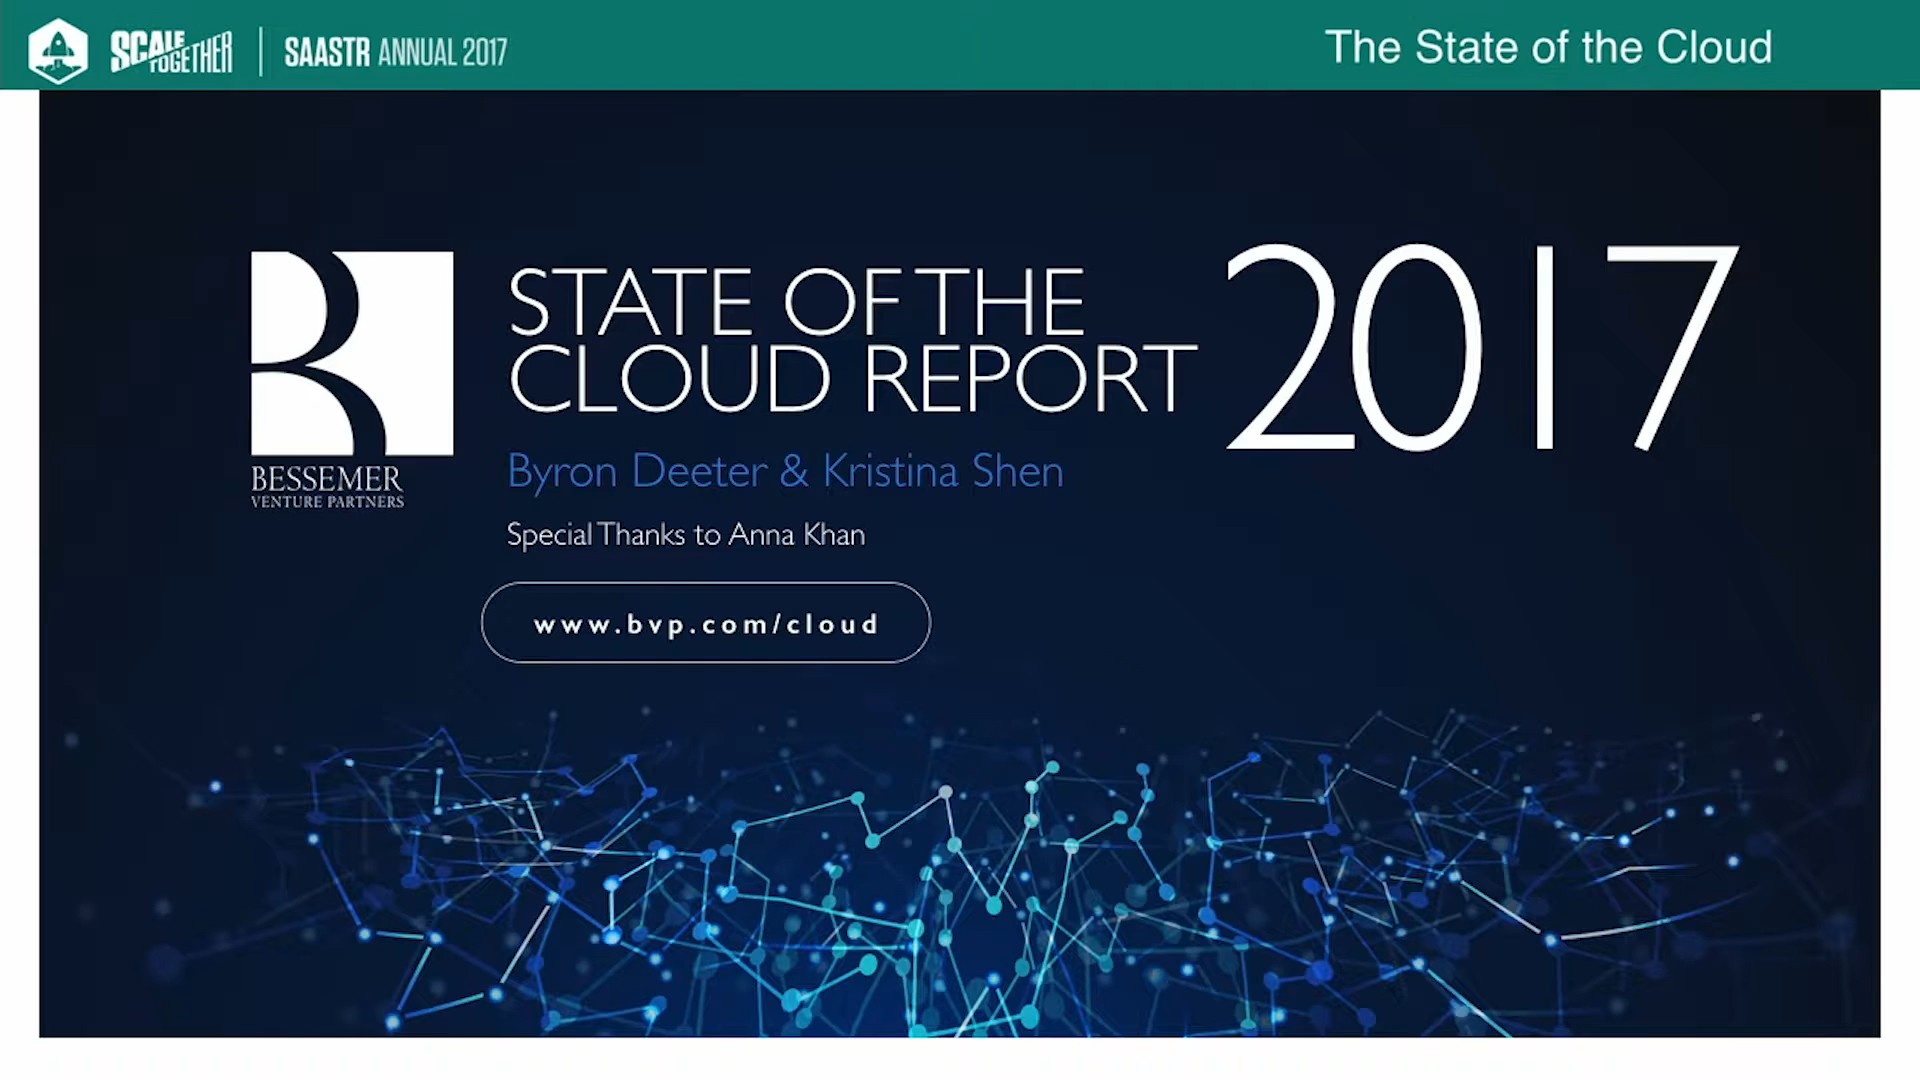 SCALE TOGETHER
SAASTR ANNUAL 2017
The State of the Cloud
STATE OF THE
CLOUD REPORT
2017
BESSEMER
VENTURE PARTNERS
Byron Deeter & Kristina Shen
Special Thanks to Anna Khan
www.bvp.com/cloud